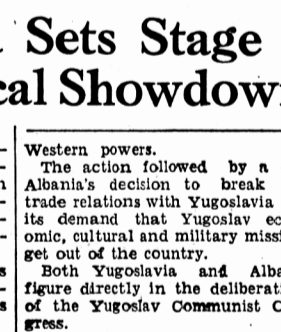 Sets Stage
cal Showdow
Western powers.
The action followed by a
Albania's decision to break
trade relations with Yugoslavia
its demand that Yugoslav ec
omic, cultural and military miss
get out of the country.
Both Yugoslavia and Alba
figure directly in the deliberat
of the Yugoslav Communist C
gress.